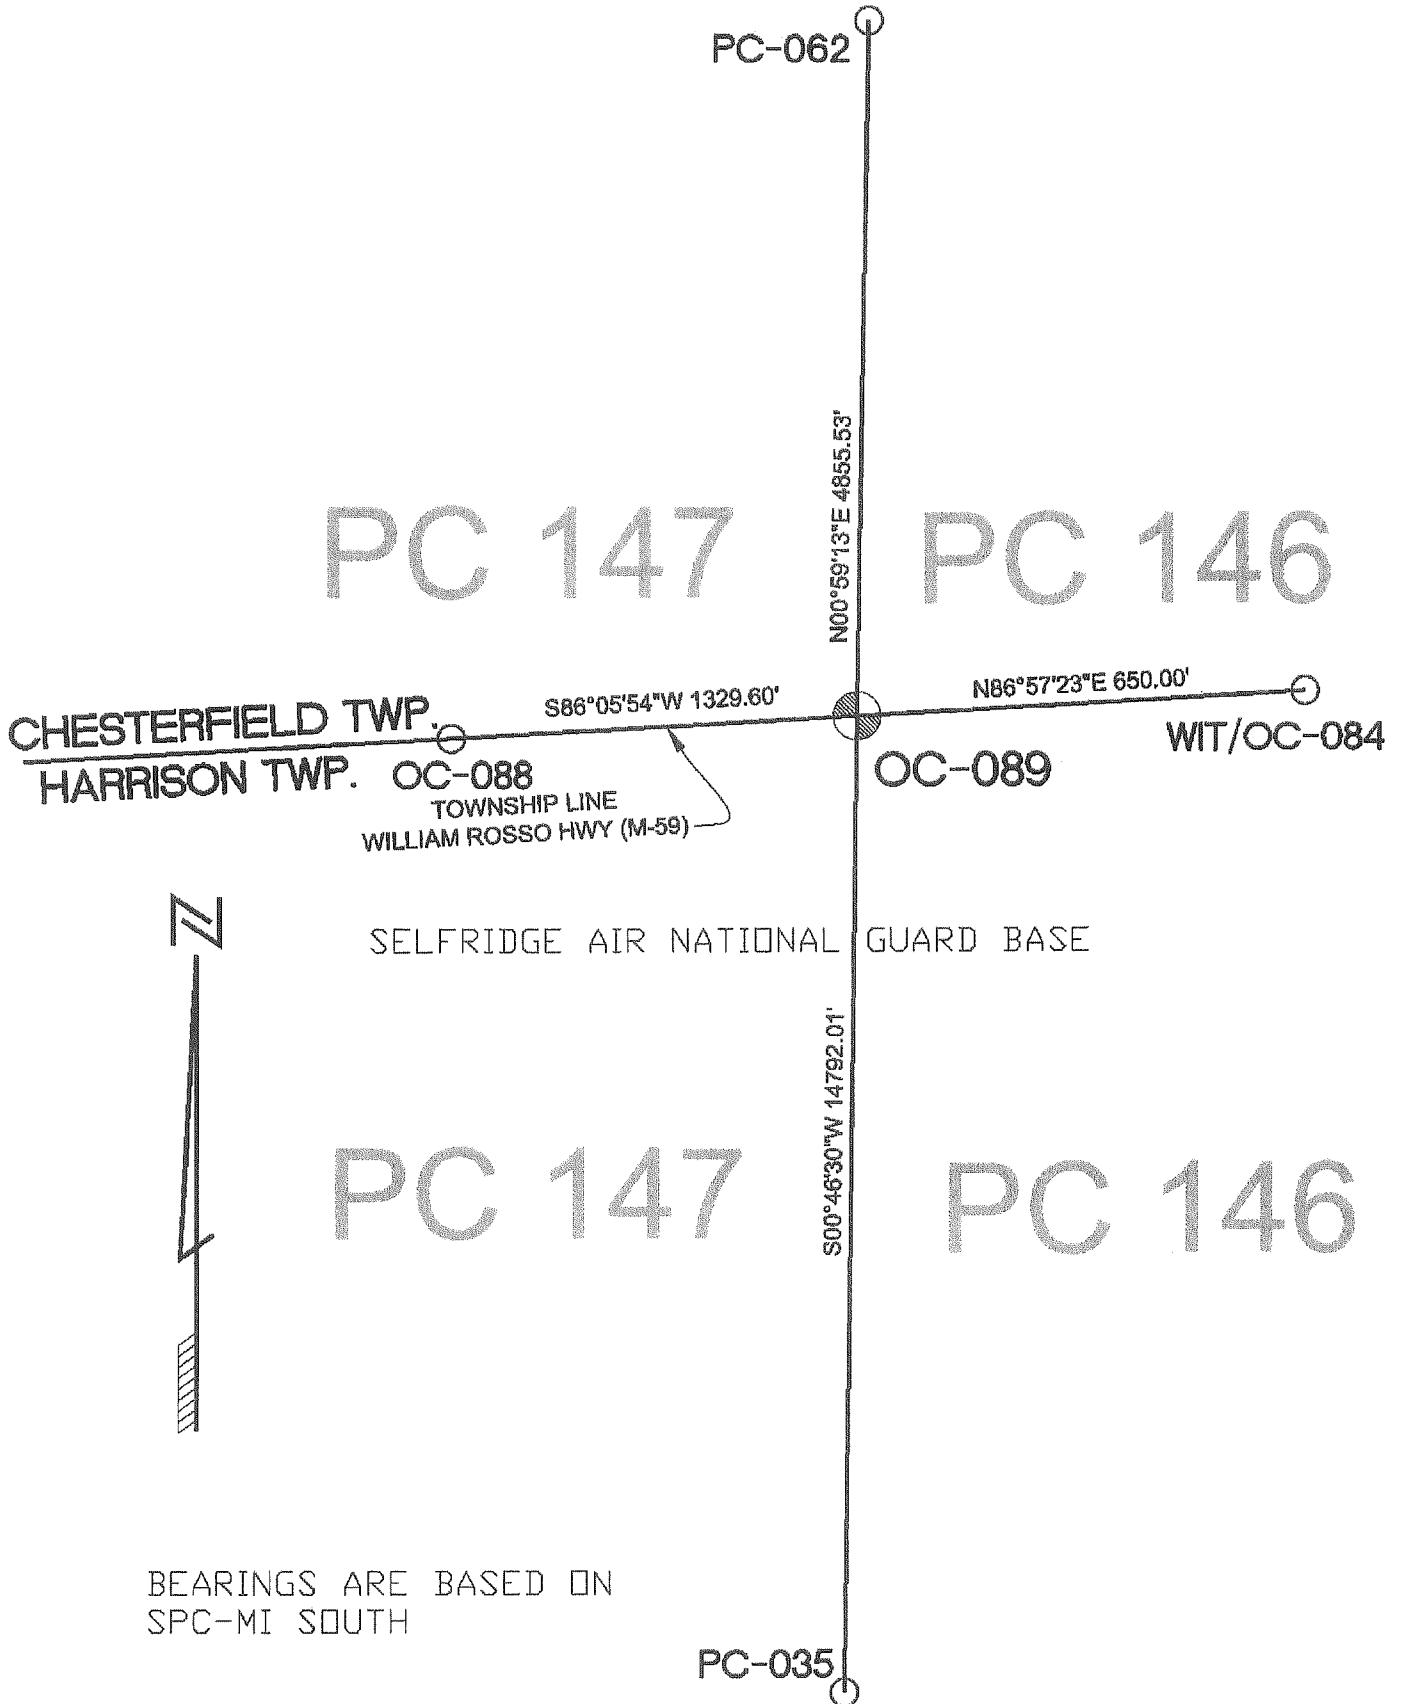 PC-062
N00°59'13"E 4855.53'
PC 147
PC 146
S86°05'54"W 1329.60'
N86°57'23"E 650.00'
CHESTERFIELD TWP.
HARRISON TWP.
OC-088
OC-089
WIT/OC-084
TOWNSHIP LINE
WILLIAM ROSSO HWY (M-59)
N
SELFRIDGE AIR NATIONAL GUARD BASE
S00°46'30"W 14792.01'
PC 147
PC 146
BEARINGS ARE BASED ON
SPC-MI SOUTH
PC-035